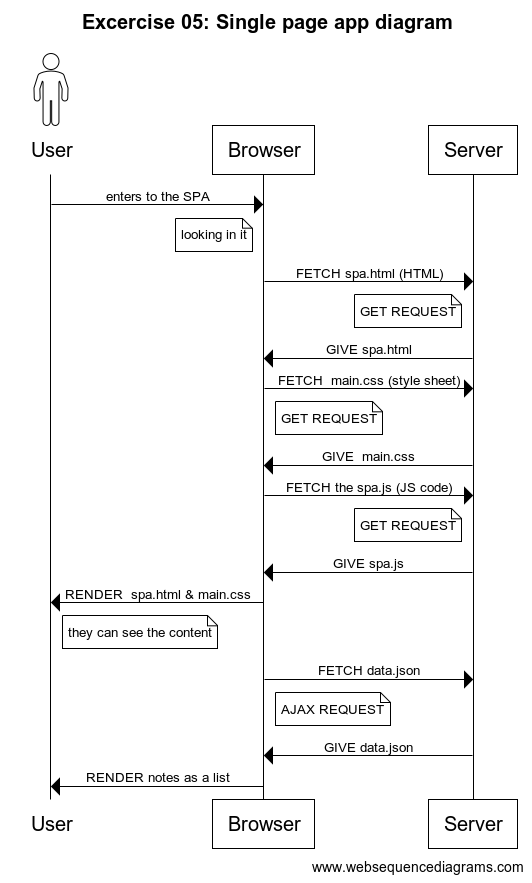 Excercise 05: Single page app diagram
User
Browser
Server
enters to the SPA
looking in it
FETCH spa.html (HTML)
GET REQUEST
GIVE spa.html
FETCH  main.css (style sheet)
GET REQUEST
GIVE  main.css
FETCH the spa.js (JS code)
GET REQUEST
GIVE spa.js
RENDER  spa.html & main.css
they can see the content
FETCH data.json
AJAX REQUEST
GIVE data.json
RENDER notes as a list
User
Browser
Server
www.websequencediagrams.com